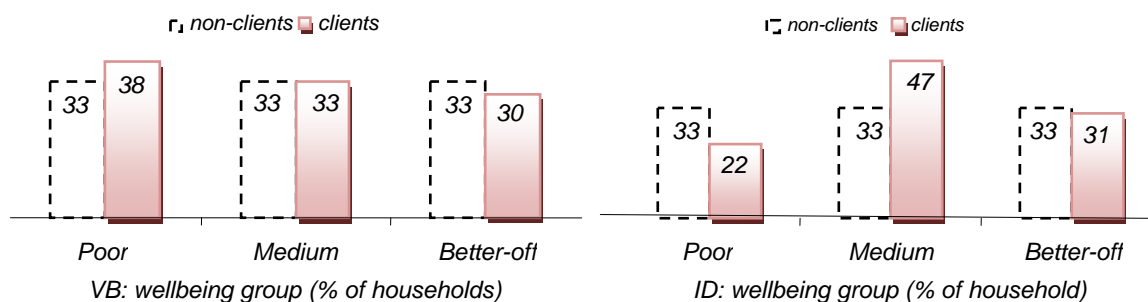 non-clients clients
33 38 33 33 33 30
Poor Medium Better-off
VB: wellbeing group (% of households)
non-clients clients
33 22 33 47 33 31
Poor Medium Better-off
ID: wellbeing group (% of household)